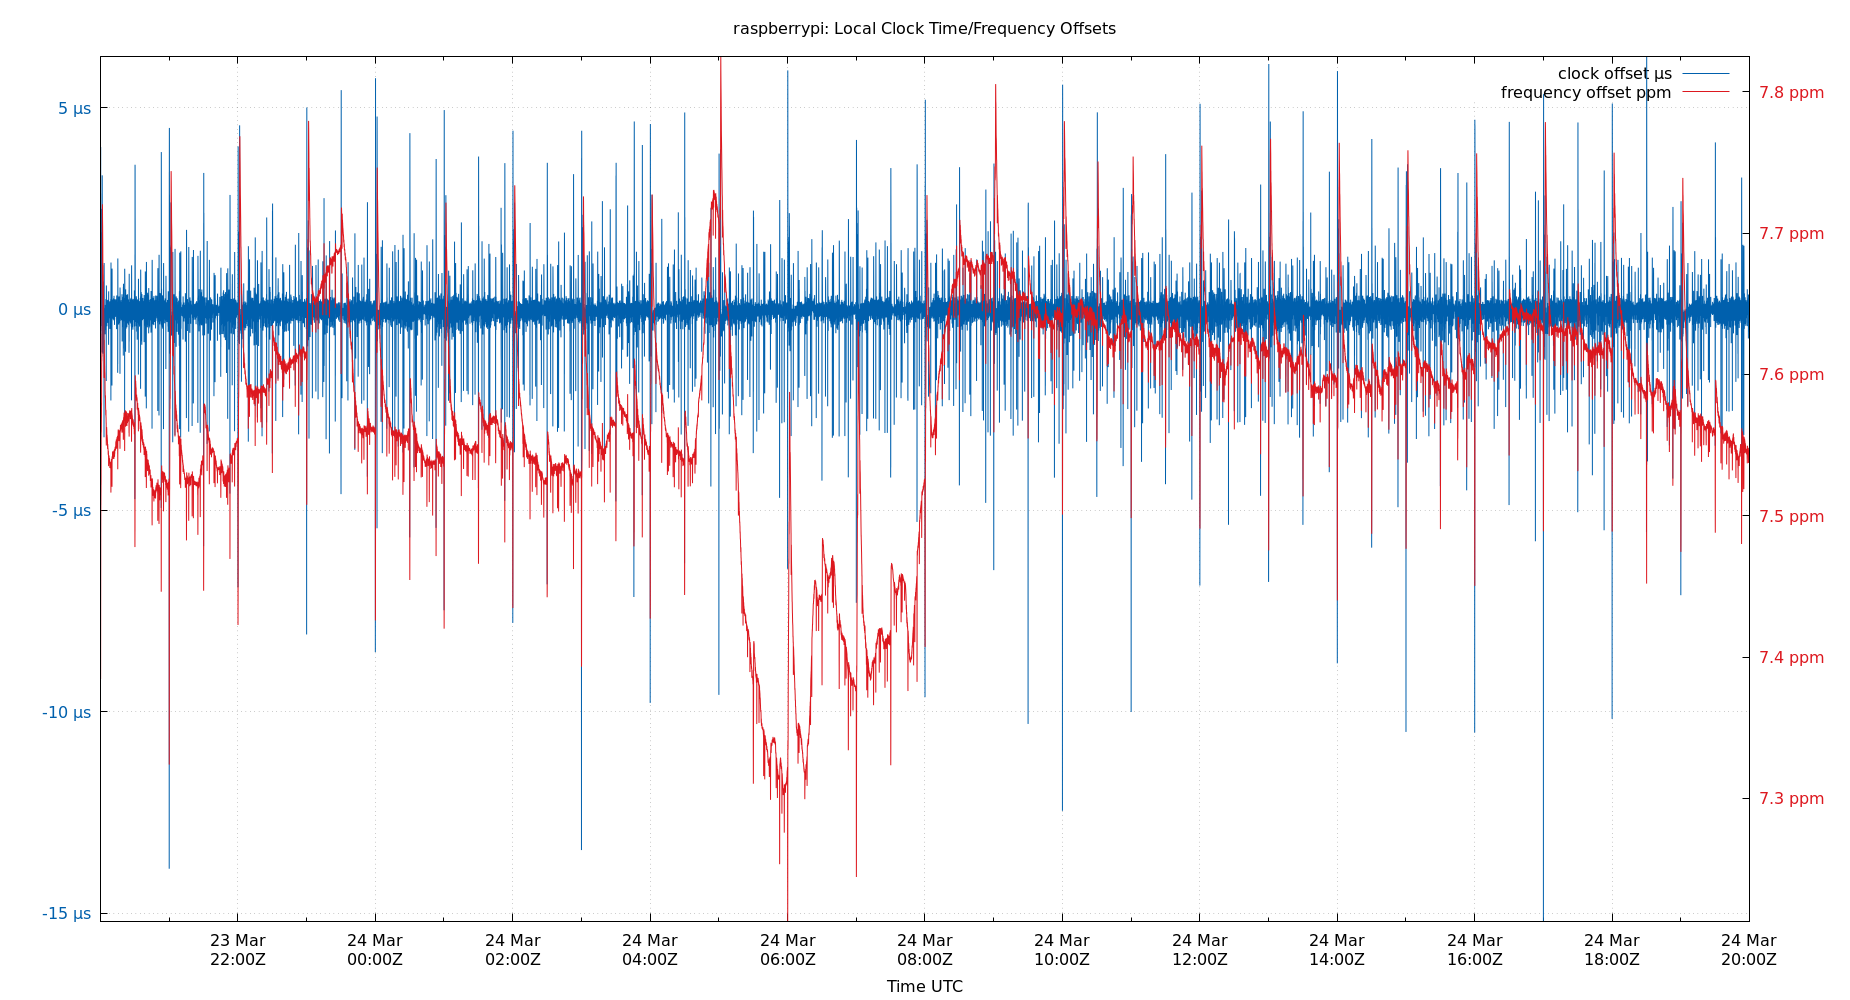 raspberrypi: Local Clock Time/Frequency Offsets
clock offset µs
frequency offset ppm
5 µs
0 µs
-5 µs
-10 µs
-15 µs
7.8 ppm
7.7 ppm
7.6 ppm
7.5 ppm
7.4 ppm
7.3 ppm
23 Mar
22:00Z
24 Mar
00:00Z
24 Mar
02:00Z
24 Mar
04:00Z
24 Mar
06:00Z
24 Mar
08:00Z
24 Mar
10:00Z
24 Mar
12:00Z
24 Mar
14:00Z
24 Mar
16:00Z
24 Mar
18:00Z
24 Mar
20:00Z
Time UTC